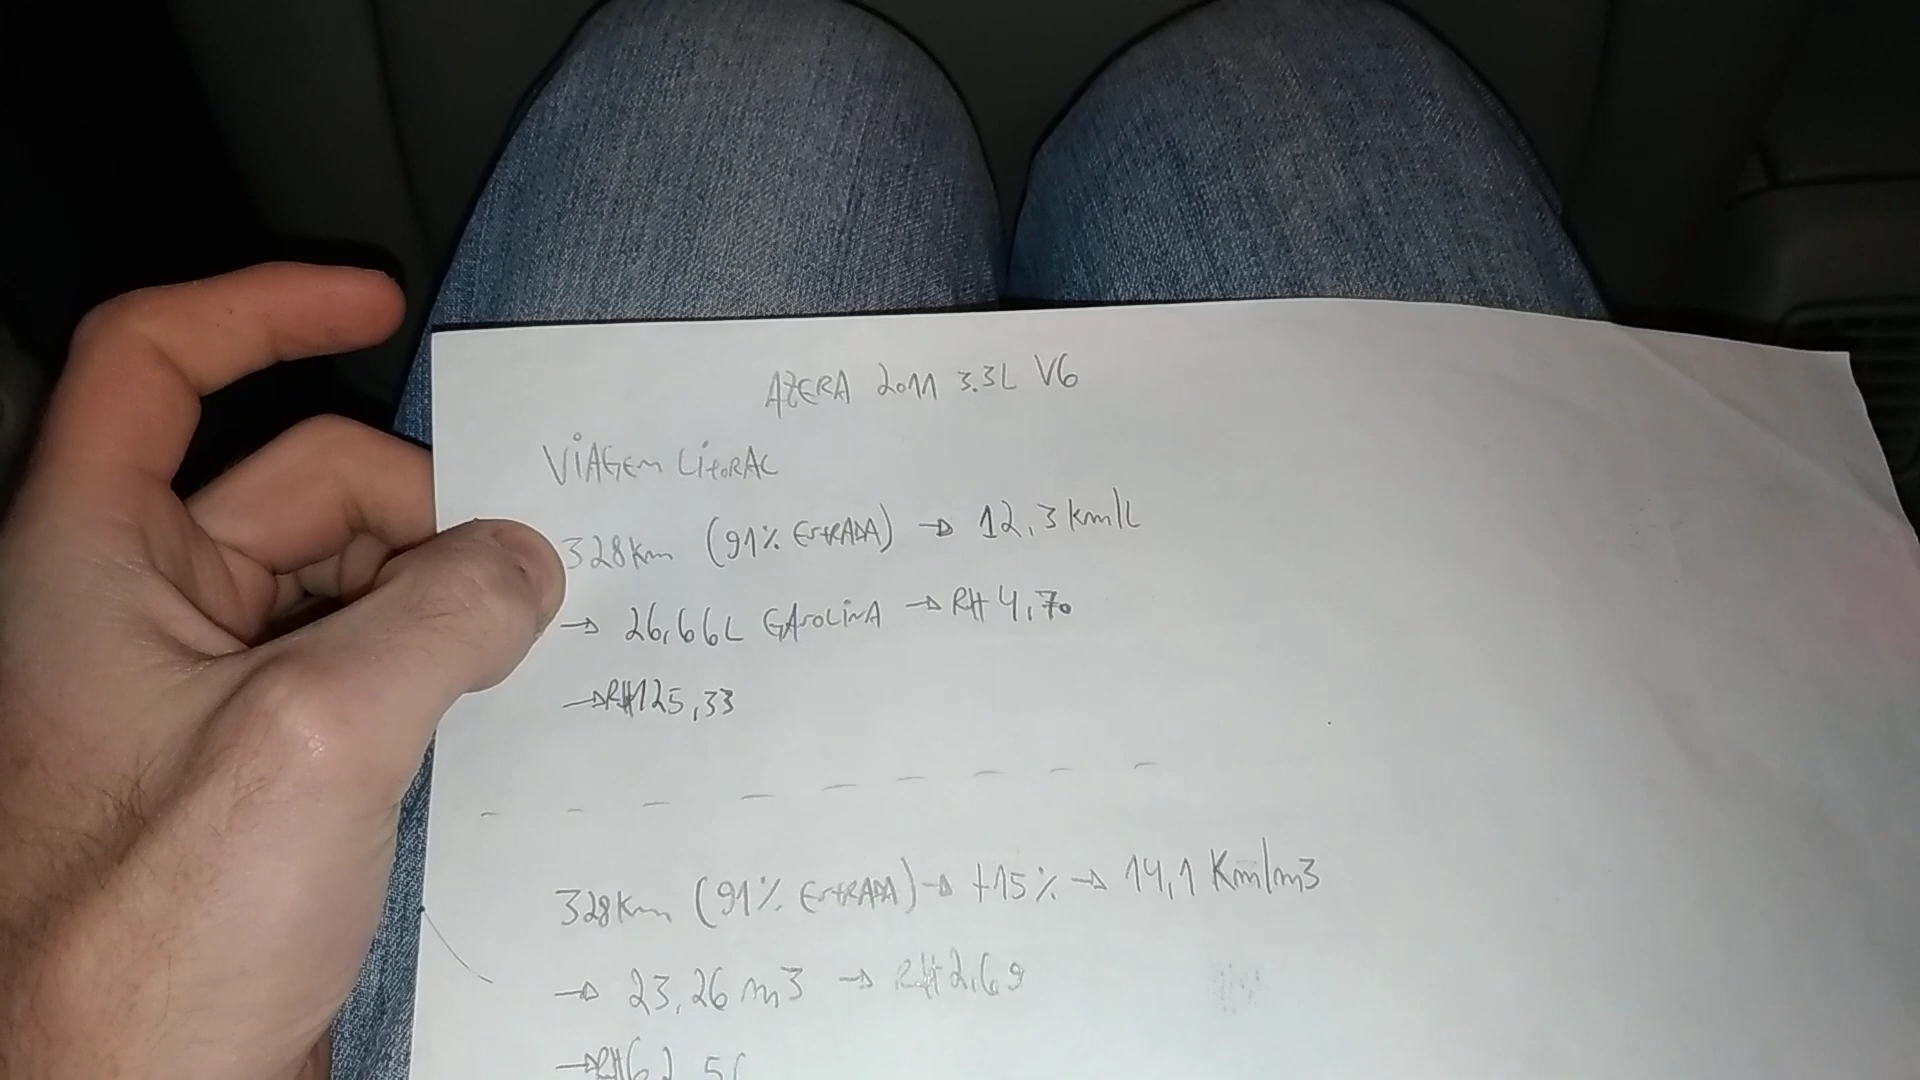 AZERA 2011 3.3L V6
ViAGEm LitoRAL
328Km (91% EstRADA) → 12,3 km/L
→ 26,66L GAsoLinA → R$ 4,70
→ R$125,33
328Km (91% EstRADA) → +15% → 14,1 Km/m3
→ 23,26 m3 → R$ 2,69